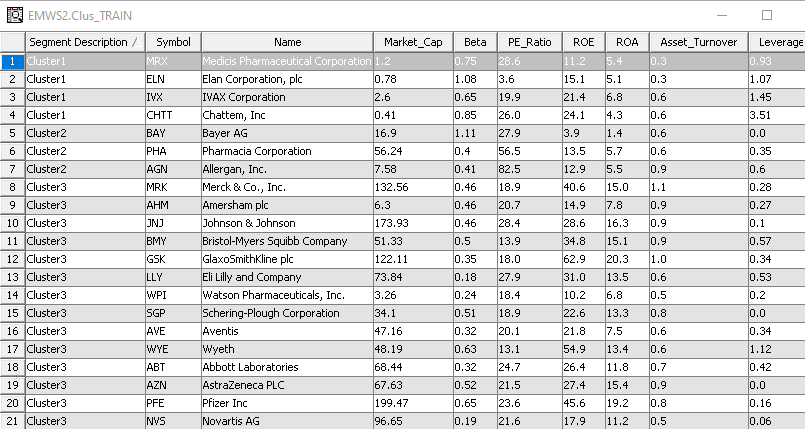 EMWS2.Clus_TRAIN
Segment Description Symbol Name Market_Cap Beta PE_Ratio ROE ROA Asset_Turnover Leverage
1 Cluster1 MRX Medicis Pharmaceutical Corporation 1.2 0.75 28.6 11.2 5.4 0.3 0.93
2 Cluster1 ELN Elan Corporation, plc 0.78 1.08 3.6 15.1 5.1 0.3 1.07
3 Cluster1 IVX IVAX Corporation 2.6 0.65 19.9 21.4 6.8 0.6 1.45
4 Cluster1 CHTT Chattem, Inc 0.41 0.85 26.0 24.1 4.3 0.6 3.51
5 Cluster2 BAY Bayer AG 16.9 1.11 27.9 3.9 1.4 0.6 0.0
6 Cluster2 PHA Pharmacia Corporation 56.24 0.4 56.5 13.5 5.7 0.6 0.35
7 Cluster2 AGN Allergan, Inc. 7.58 0.41 82.5 12.9 5.5 0.9 0.6
8 Cluster3 MRK Merck & Co., Inc. 132.56 0.46 18.9 40.6 15.0 1.1 0.28
9 Cluster3 AHM Amersham plc 6.3 0.46 20.7 14.9 7.8 0.9 0.27
10 Cluster3 JNJ Johnson & Johnson 173.93 0.46 28.4 28.6 16.3 0.9 0.1
11 Cluster3 BMY Bristol-Myers Squibb Company 51.33 0.5 13.9 34.8 15.1 0.9 0.57
12 Cluster3 GSK GlaxoSmithKline plc 122.11 0.35 18.0 62.9 20.3 1.0 0.34
13 Cluster3 LLY Eli Lilly and Company 73.84 0.18 27.9 31.0 13.5 0.6 0.53
14 Cluster3 WPI Watson Pharmaceuticals, Inc. 3.26 0.24 18.4 10.2 6.8 0.5 0.2
15 Cluster3 SGP Schering-Plough Corporation 34.1 0.51 18.9 22.6 13.3 0.8 0.0
16 Cluster3 AVE Aventis 47.16 0.32 20.1 21.8 7.5 0.6 0.34
17 Cluster3 WYE Wyeth 48.19 0.63 13.1 54.9 13.4 0.6 1.12
18 Cluster3 ABT Abbott Laboratories 68.44 0.32 24.7 26.4 11.8 0.7 0.42
19 Cluster3 AZN AstraZeneca PLC 67.63 0.52 21.5 27.4 15.4 0.9 0.0
20 Cluster3 PFE Pfizer Inc 199.47 0.65 23.6 45.6 19.2 0.8 0.16
21 Cluster3 NVS Novartis AG 96.65 0.19 21.6 17.9 11.2 0.5 0.06